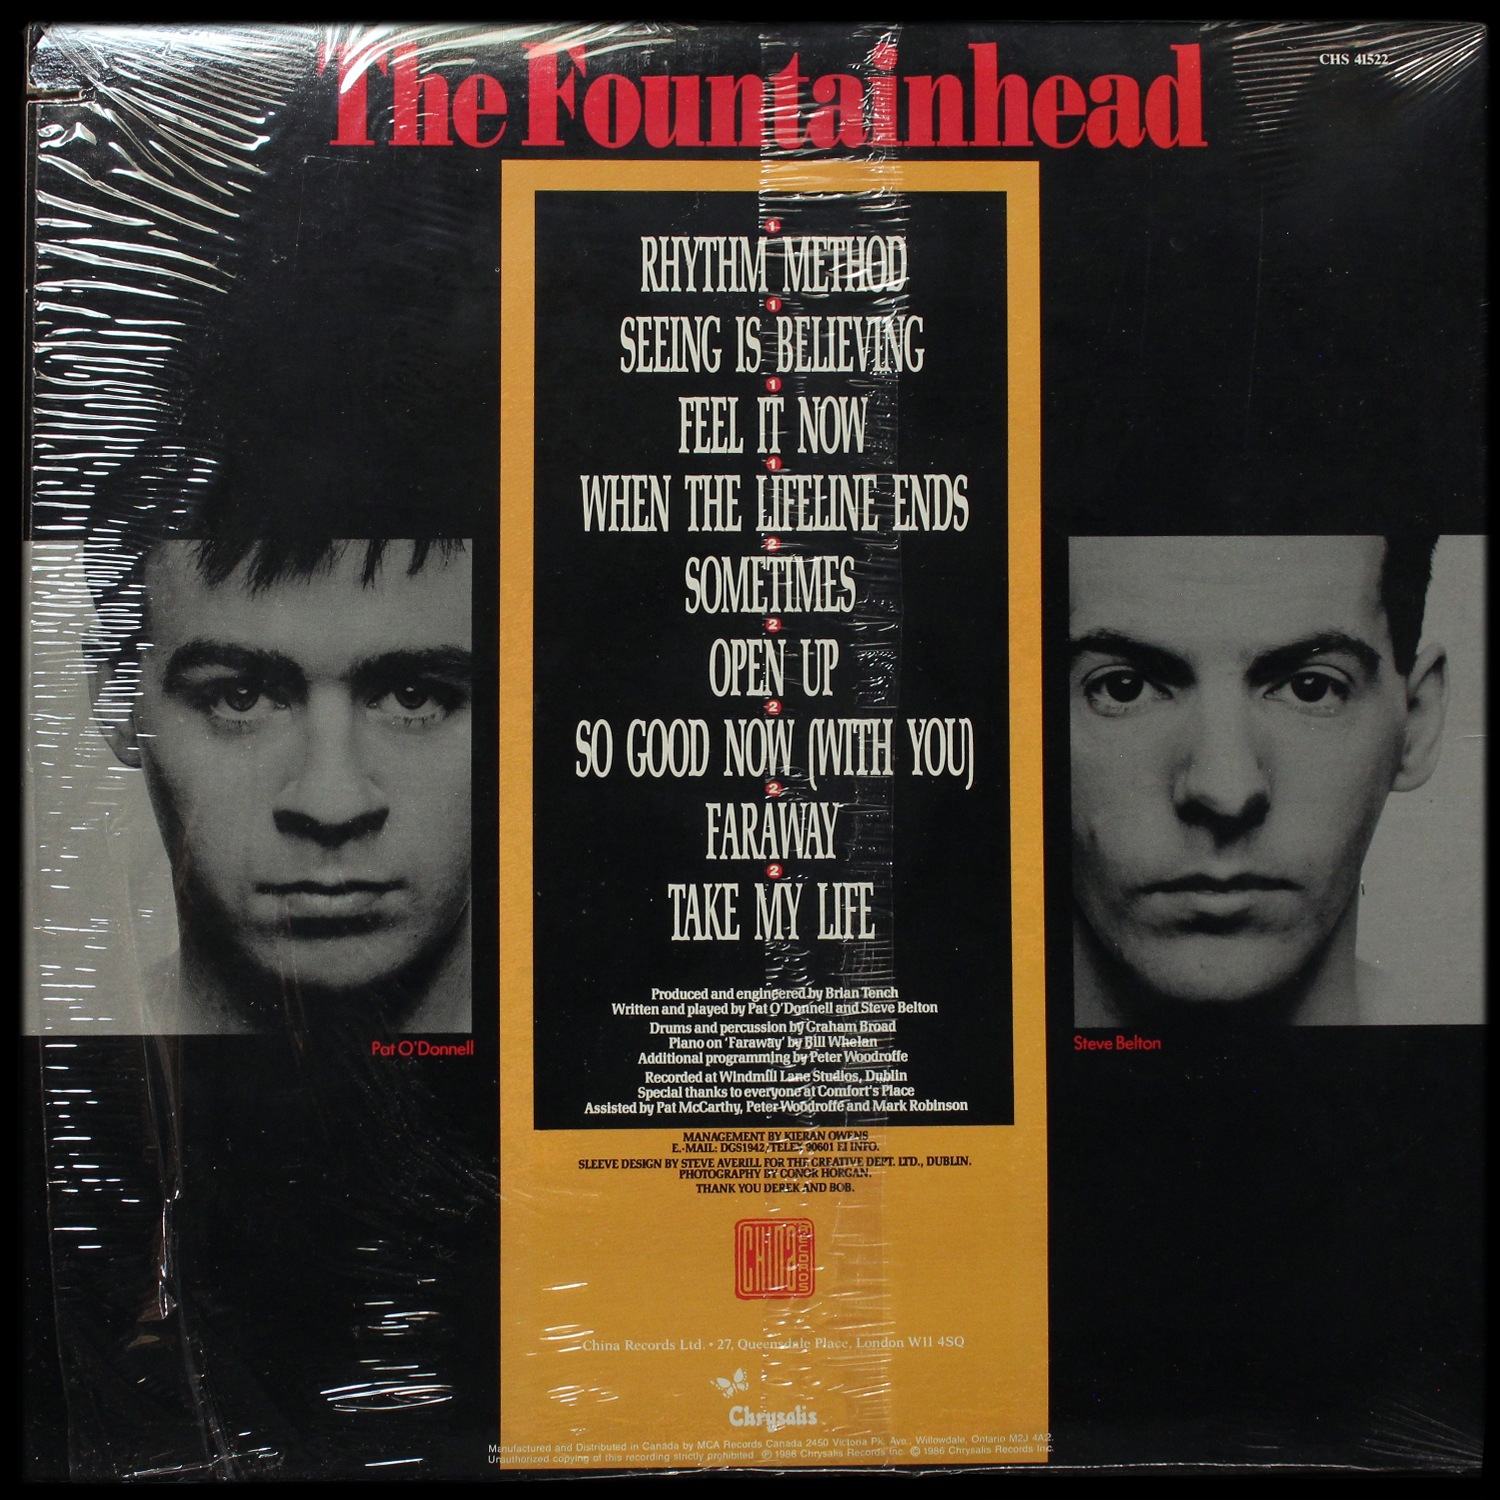 The Fountainhead
CHS 41522
1
RHYTHM METHOD
1
SEEING IS BELIEVING
1
FEEL IT NOW
1
WHEN THE LIFELINE ENDS
2
SOMETIMES
2
OPEN UP
2
SO GOOD NOW (WITH YOU)
2
FARAWAY
2
TAKE MY LIFE
Produced and engineered by Brian Tench
Written and played by Pat O'Donnell and Steve Belton
Drums and percussion by Graham Broad
Piano on 'Faraway' by Bill Whelan
Additional programming by Peter Woodroffe
Recorded at Windmill Lane Studios, Dublin
Special thanks to everyone at Comfort's Place
Assisted by Pat McCarthy, Peter Woodroffe and Mark Robinson
Pat O'Donnell
Steve Belton
MANAGEMENT BY KIERAN OWENS
E.-MAIL: DGS1942/TELEX 90601 EI INFO.
SLEEVE DESIGN BY STEVE AVERILL FOR THE CREATIVE DEPT. LTD., DUBLIN.
PHOTOGRAPHY BY CONOR HORGAN.
THANK YOU DEREK AND BOB.
CHINA RECORDS
China Records Ltd. • 27, Queensdale Place, London W11 4SQ
Chrysalis
Manufactured and Distributed in Canada by MCA Records Canada 2450 Victoria Pk. Ave., Willowdale, Ontario M2J 4A2.
Unauthorized copying of this recording strictly prohibited ℗ 1986 Chrysalis Records Inc. © 1986 Chrysalis Records Inc.